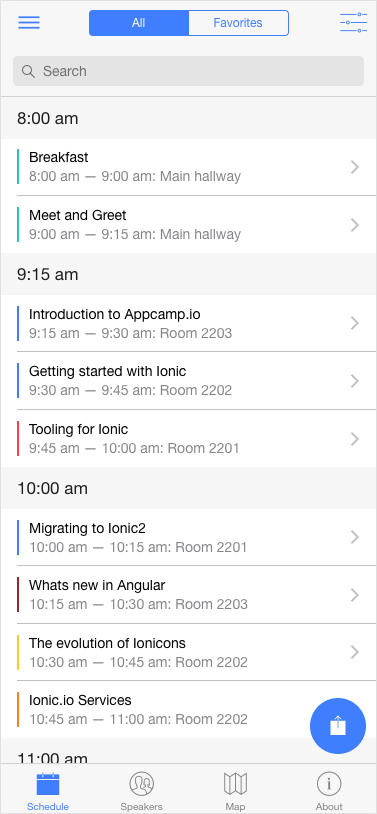 All
Favorites
Search
8:00 am
Breakfast
8:00 am — 9:00 am: Main hallway
Meet and Greet
9:00 am — 9:15 am: Main hallway
9:15 am
Introduction to Appcamp.io
9:15 am — 9:30 am: Room 2203
Getting started with Ionic
9:30 am — 9:45 am: Room 2202
Tooling for Ionic
9:45 am — 10:00 am: Room 2201
10:00 am
Migrating to Ionic2
10:00 am — 10:15 am: Room 2201
Whats new in Angular
10:15 am — 10:30 am: Room 2203
The evolution of Ionicons
10:30 am — 10:45 am: Room 2202
Ionic.io Services
10:45 am — 11:00 am: Room 2202
11:00 am
Schedule
Speakers
Map
About